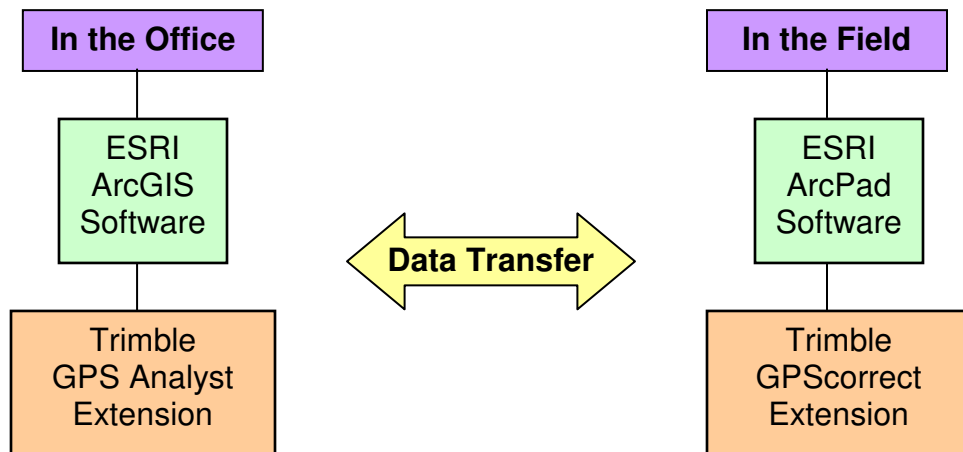 In the Office
ESRI
ArcGIS
Software
Trimble
GPS Analyst
Extension
Data Transfer
In the Field
ESRI
ArcPad
Software
Trimble
GPScorrect
Extension